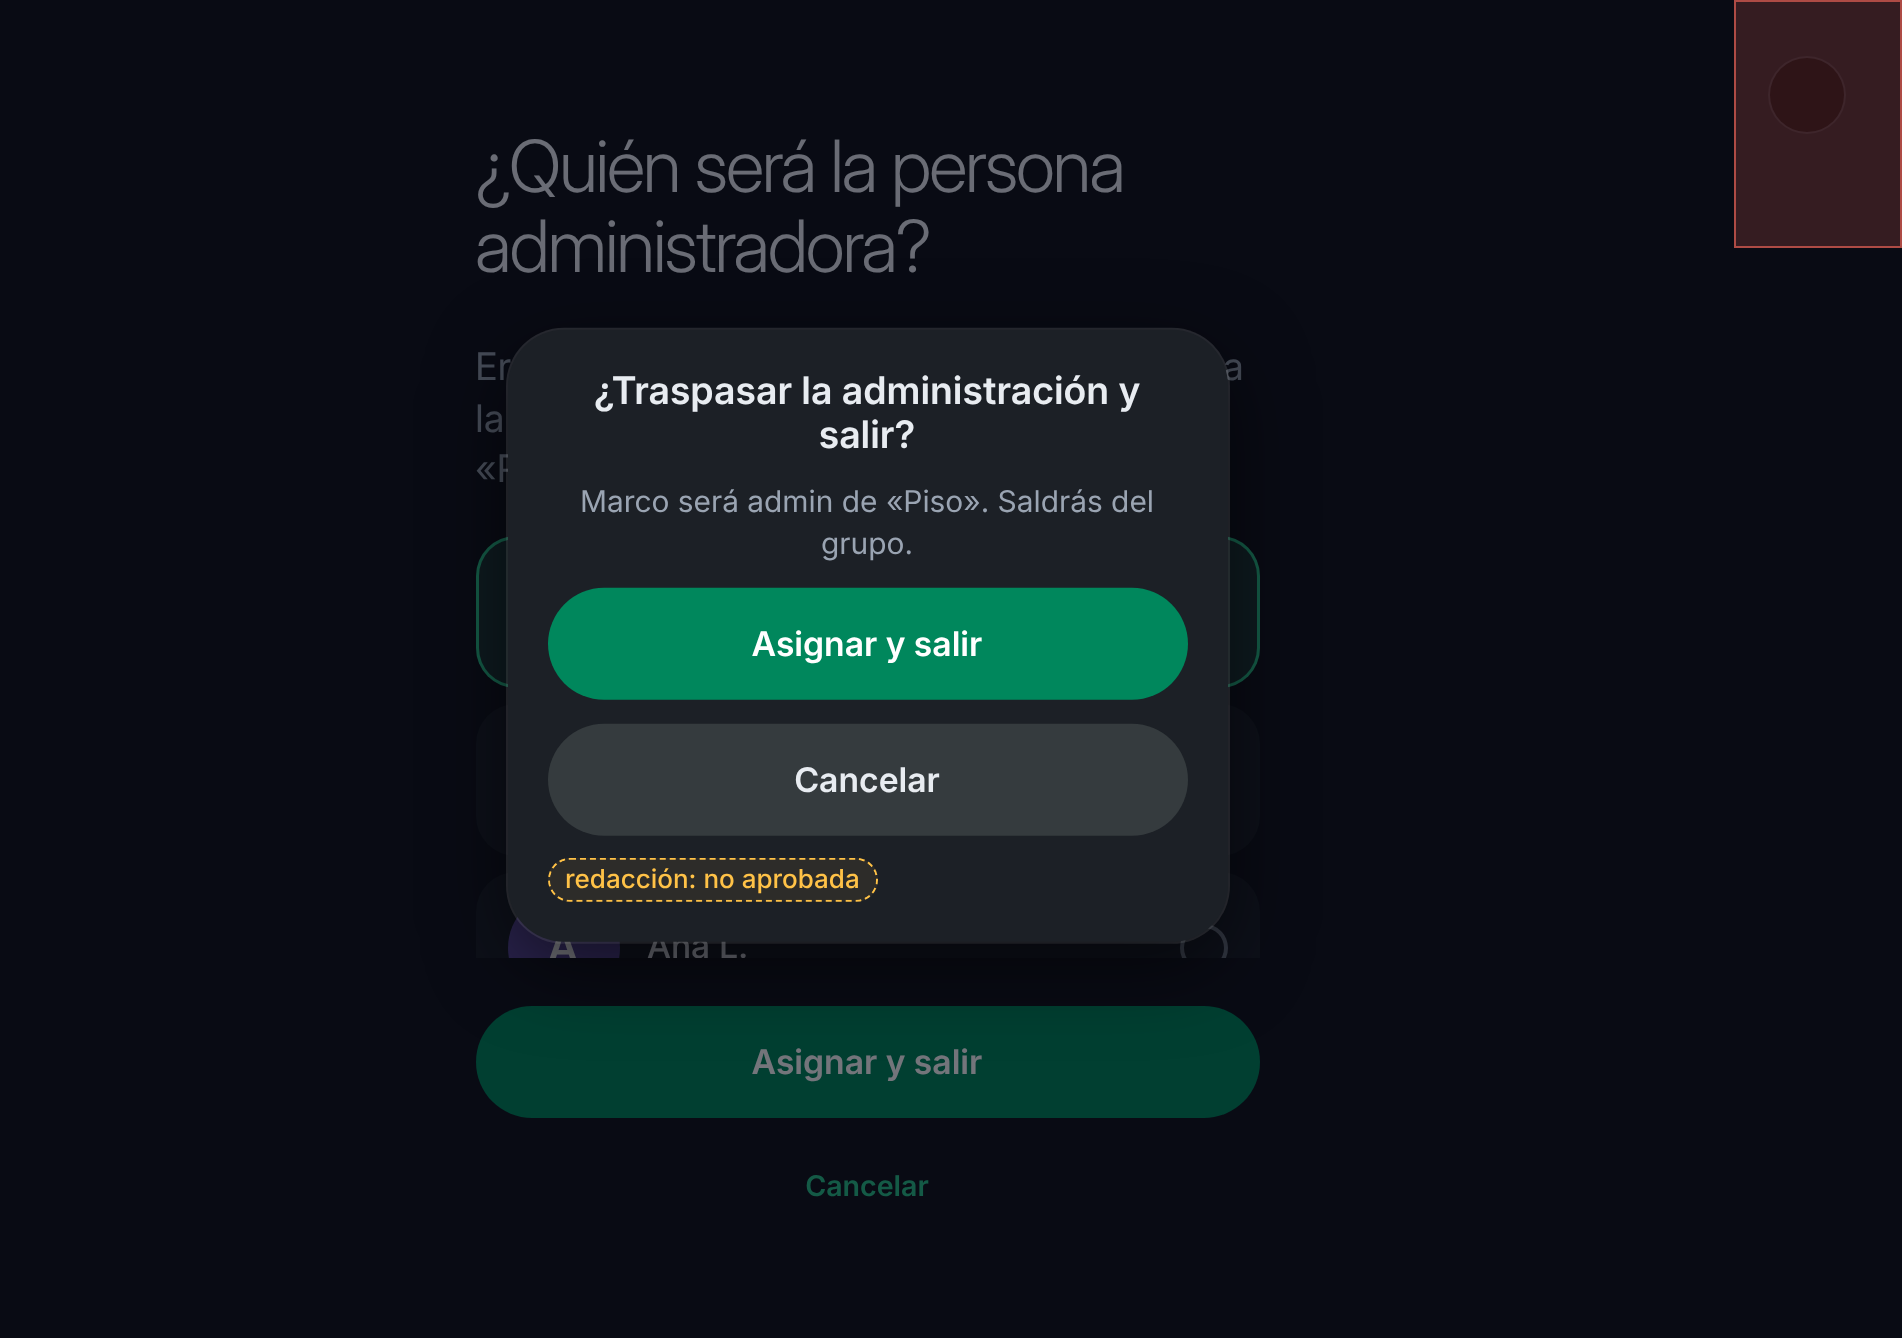 ¿Quién será la persona
administradora?
¿Traspasar la administración y
salir?
Marco será admin de «Piso». Saldrás del
grupo.
Asignar y salir
Cancelar
redacción: no aprobada
A Ana L.
Asignar y salir
Cancelar